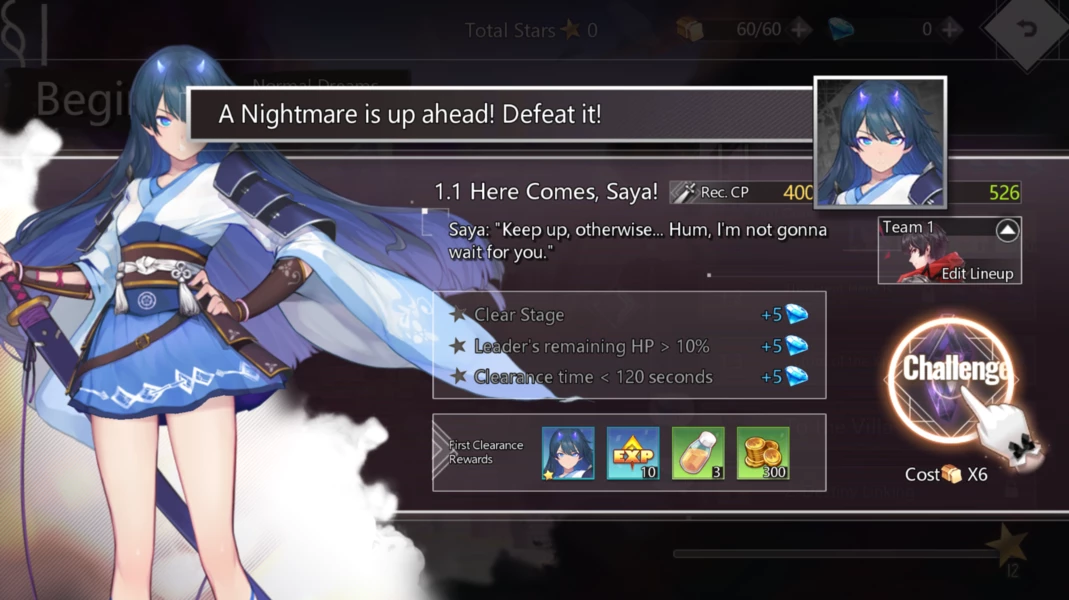 Total Stars 0
60/60
0
Normal Dreams
A Nightmare is up ahead! Defeat it!
1.1 Here Comes, Saya!
Rec. CP
400
526
Saya: "Keep up, otherwise... Hum, I'm not gonna
wait for you."
Team 1
Edit Lineup
Clear Stage +5
Leader's remaining HP > 10% +5
Clearance time < 120 seconds +5
Challenge
First Clearance
Rewards
EXP
10
3
300
Cost X6
12